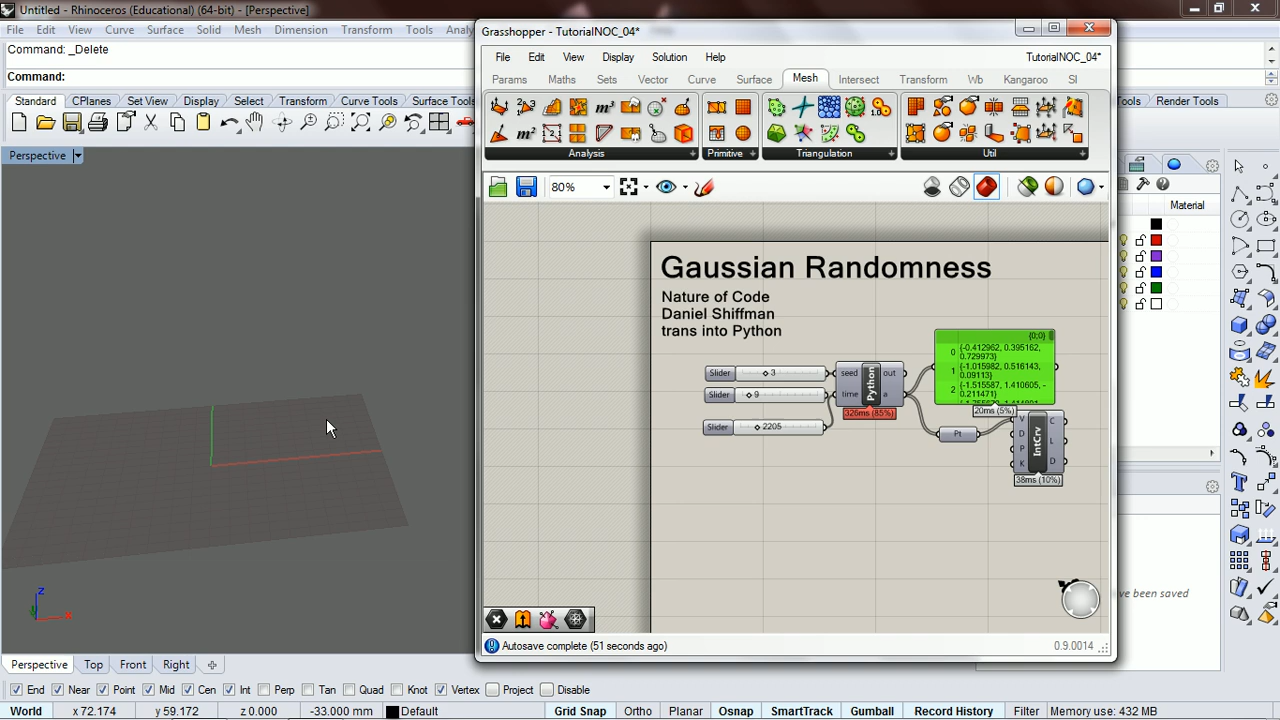 Untitled - Rhinoceros (Educational) (64-bit) - [Perspective]
File Edit View Curve Surface Solid Mesh Dimension Transform Tools Analy
Command: _Delete
Command:
Standard CPlanes Set View Display Select Transform Curve Tools Surface Tools
Tools Render Tools
Perspective
Material
Grasshopper - TutorialNOC_04*
File Edit View Display Solution Help TutorialNOC_04*
Params Maths Sets Vector Curve Surface Mesh Intersect Transform Wb Kangaroo SI
Analysis Primitive Triangulation Util
80%
Gaussian Randomness
Nature of Code
Daniel Shiffman
trans into Python
Slider 3
Slider 9
Slider 2205
seed time Python out a
326ms (85%)
{0;0}
0 {-0.412962, 0.395162, 0.729973}
1 {-1.015982, 0.516143, 0.09113}
2 {-1.515587, 1.410605, -0.211471}
20ms (5%)
Pt
V D P K IntCrv C L D
38ms (10%)
ve been saved
Autosave complete (51 seconds ago) 0.9.0014
z
x
Perspective Top Front Right
End Near Point Mid Cen Int Perp Tan Quad Knot Vertex Project Disable
World x 72.174 y 59.172 z 0.000 -33.000 mm Default Grid Snap Ortho Planar Osnap SmartTrack Gumball Record History Filter Memory use: 432 MB